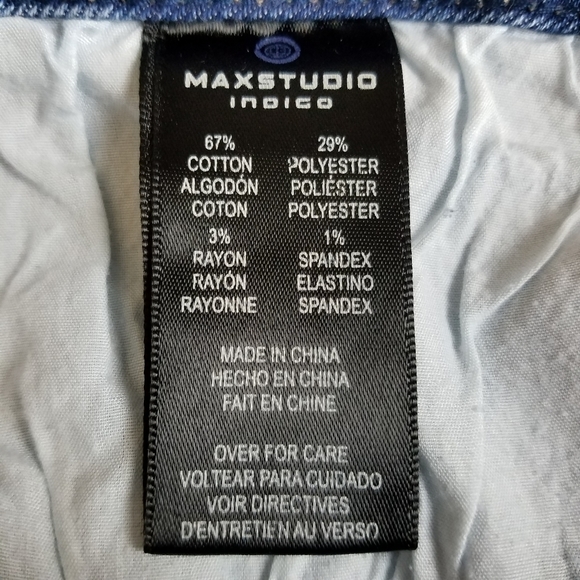 MAXSTUDIO
INDIGO
67% 29%
COTTON POLYESTER
ALGODÓN POLIÉSTER
COTON POLYESTER
3% 1%
RAYON SPANDEX
RAYÓN ELASTINO
RAYONNE SPANDEX
MADE IN CHINA
HECHO EN CHINA
FAIT EN CHINE
OVER FOR CARE
VOLTEAR PARA CUIDADO
VOIR DIRECTIVES
D'ENTRETIEN AU VERSO